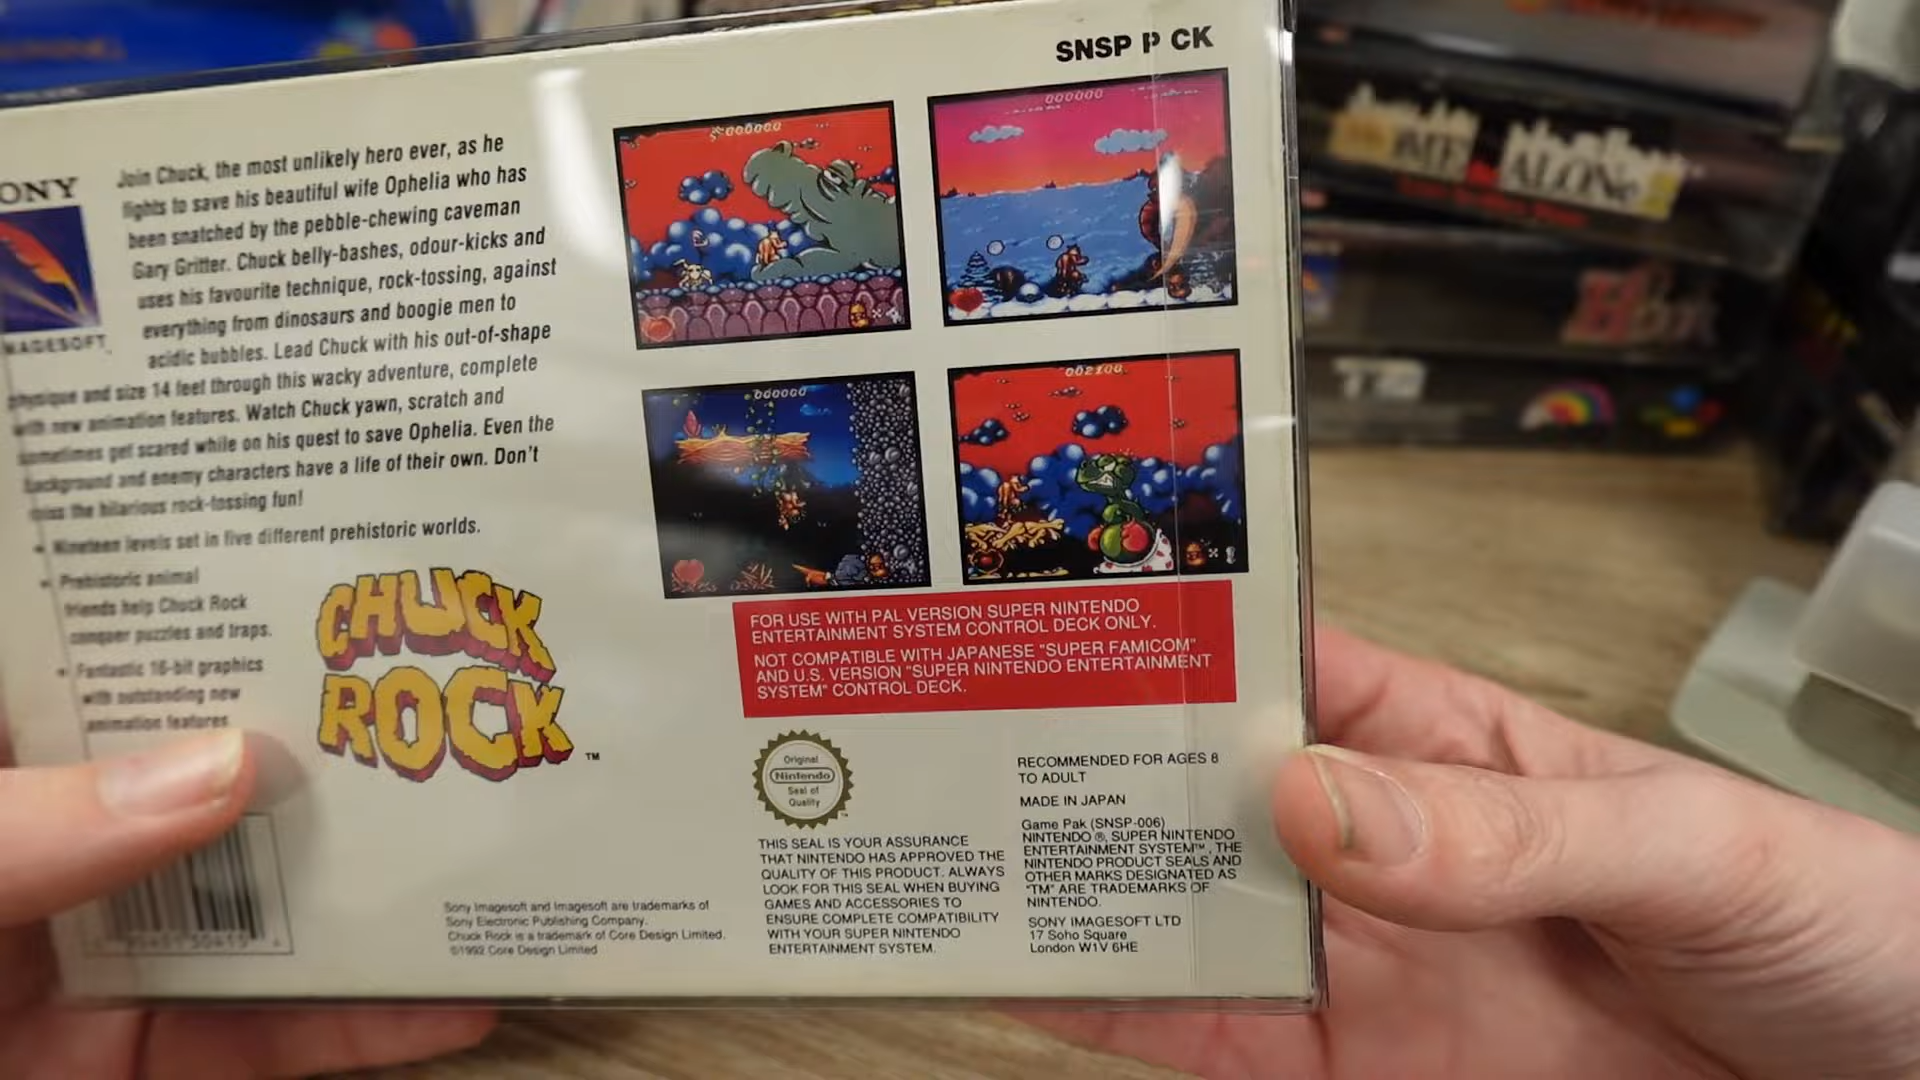 SNSP P CK
ONY
MAGESOFT
Join Chuck, the most unlikely hero ever, as he
fights to save his beautiful wife Ophelia who has
been snatched by the pebble-chewing caveman
Gary Gritter. Chuck belly-bashes, odour-kicks and
uses his favourite technique, rock-tossing, against
everything from dinosaurs and boogie men to
acidic bubbles. Lead Chuck with his out-of-shape
physique and size 14 feet through this wacky adventure, complete
with new animation features. Watch Chuck yawn, scratch and
sometimes get scared while on his quest to save Ophelia. Even the
background and enemy characters have a life of their own. Don't
miss the hilarious rock-tossing fun!
• Nineteen levels set in five different prehistoric worlds.
• Prehistoric animal
friends help Chuck Rock
conquer puzzles and traps.
• Fantastic 16-bit graphics
with outstanding new
animation features
CHUCK
ROCK
™
000000
000000
000000
002100
FOR USE WITH PAL VERSION SUPER NINTENDO
ENTERTAINMENT SYSTEM CONTROL DECK ONLY.
NOT COMPATIBLE WITH JAPANESE "SUPER FAMICOM"
AND U.S. VERSION "SUPER NINTENDO ENTERTAINMENT
SYSTEM" CONTROL DECK.
Original
Nintendo
Seal of
Quality
THIS SEAL IS YOUR ASSURANCE
THAT NINTENDO HAS APPROVED THE
QUALITY OF THIS PRODUCT. ALWAYS
LOOK FOR THIS SEAL WHEN BUYING
GAMES AND ACCESSORIES TO
ENSURE COMPLETE COMPATIBILITY
WITH YOUR SUPER NINTENDO
ENTERTAINMENT SYSTEM.
RECOMMENDED FOR AGES 8
TO ADULT
MADE IN JAPAN
Game Pak (SNSP-006)
NINTENDO ®, SUPER NINTENDO
ENTERTAINMENT SYSTEM™, THE
NINTENDO PRODUCT SEALS AND
OTHER MARKS DESIGNATED AS
"TM" ARE TRADEMARKS OF
NINTENDO.
SONY IMAGESOFT LTD
17 Soho Square
London W1V 6HE
Sony Imagesoft and Imagesoft are trademarks of
Sony Electronic Publishing Company.
Chuck Rock is a trademark of Core Design Limited.
©1992 Core Design Limited
ME ALONE